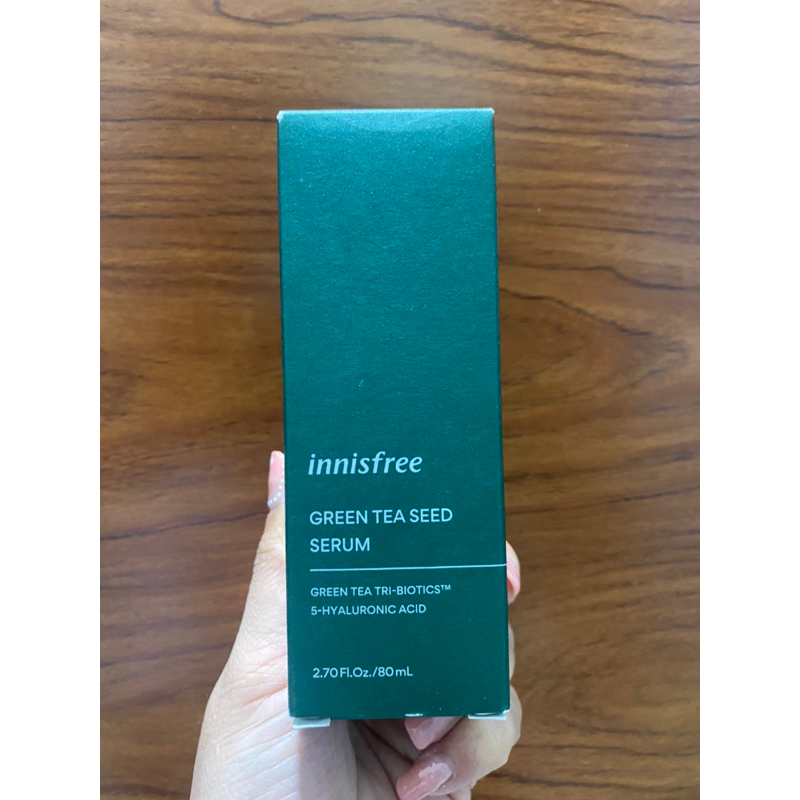 innisfree
GREEN TEA SEED
SERUM
GREEN TEA TRI-BIOTICS™
5-HYALURONIC ACID
2.70 Fl.Oz./80 mL